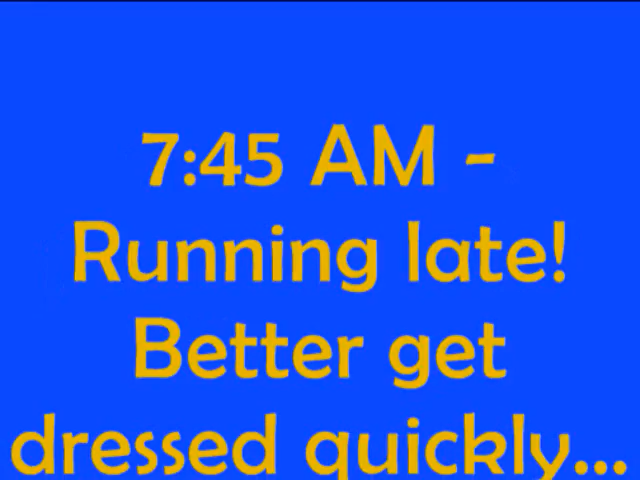 7:45 AM -
Running late!
Better get
dressed quickly...